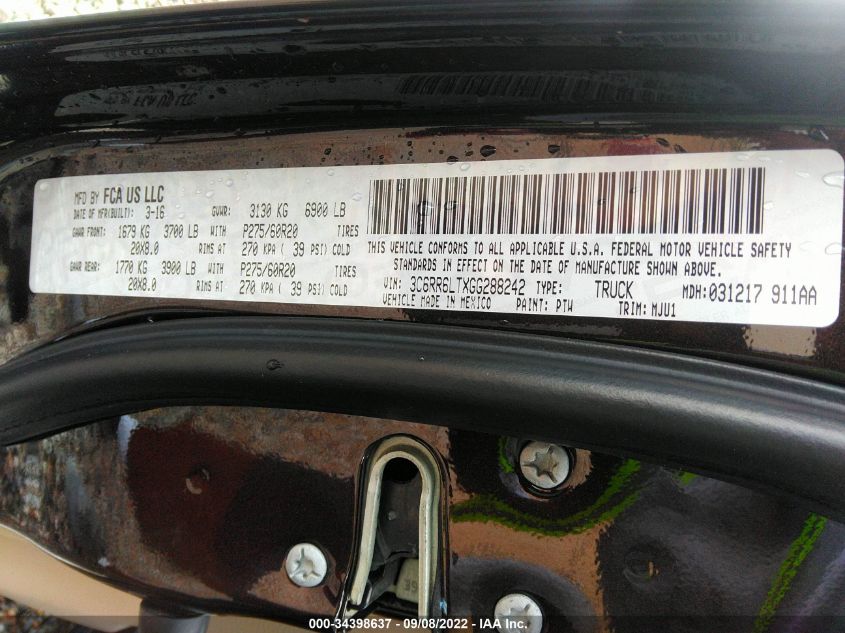 MFD BY FCA US LLC
DATE OF MFR(BUILT): 3-16 GVWR: 3130 KG 6900 LB
GAWR FRONT: 1679 KG 3700 LB WITH P275/60R20 TIRES
20X8.0 RIMS AT 270 KPA ( 39 PSI) COLD
GAWR REAR: 1770 KG 3900 LB WITH P275/60R20 TIRES
20X8.0 RIMS AT 270 KPA ( 39 PSI) COLD
THIS VEHICLE CONFORMS TO ALL APPLICABLE U.S.A. FEDERAL MOTOR VEHICLE SAFETY
STANDARDS IN EFFECT ON THE DATE OF MANUFACTURE SHOWN ABOVE.
VIN: 3C6RR6LTXGG288242 TYPE: TRUCK MDH: 031217 911AA
VEHICLE MADE IN MEXICO PAINT: PTW TRIM: MJU1
39
000-34398637 - 09/08/2022 - IAA Inc.